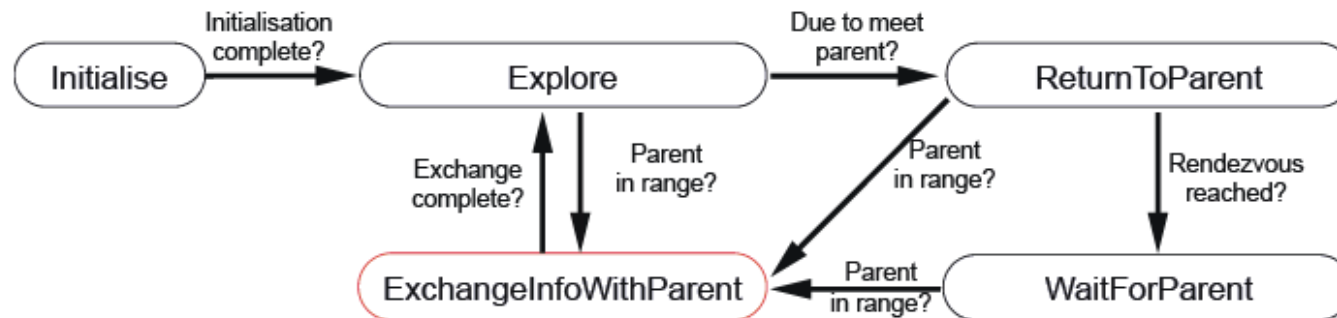 Initialisation
complete?
Due to meet
parent?
Initialise
Explore
ReturnToParent
Exchange
complete?
Parent
in range?
Parent
in range?
Rendezvous
reached?
ExchangeInfoWithParent
Parent
in range?
WaitForParent